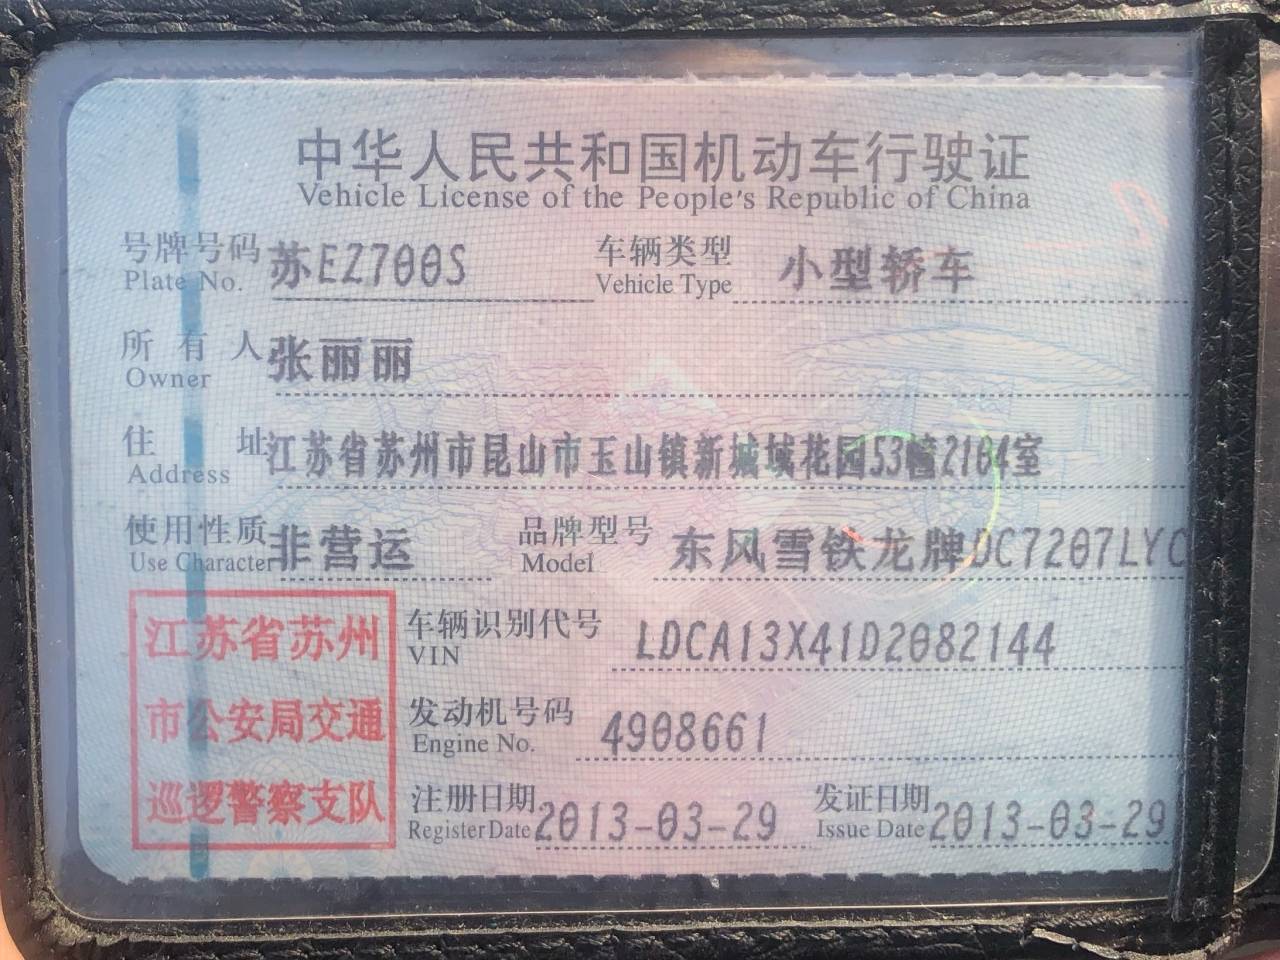 中华人民共和国机动车行驶证
Vehicle License of the People's Republic of China
号牌号码 苏EZ700S 车辆类型 小型轿车
Plate No. Vehicle Type
所有人 张丽丽
Owner
住址 江苏省苏州市昆山市玉山镇新城域花园53幢2104室
Address
使用性质 非营运 品牌型号 东风雪铁龙牌DC7207LYC
Use Character Model
江苏省苏州
市公安局交通
巡逻警察支队
车辆识别代号 LDCA13X41D2082144
VIN
发动机号码 4908661
Engine No.
注册日期 2013-03-29 发证日期 2013-03-29
Register Date Issue Date